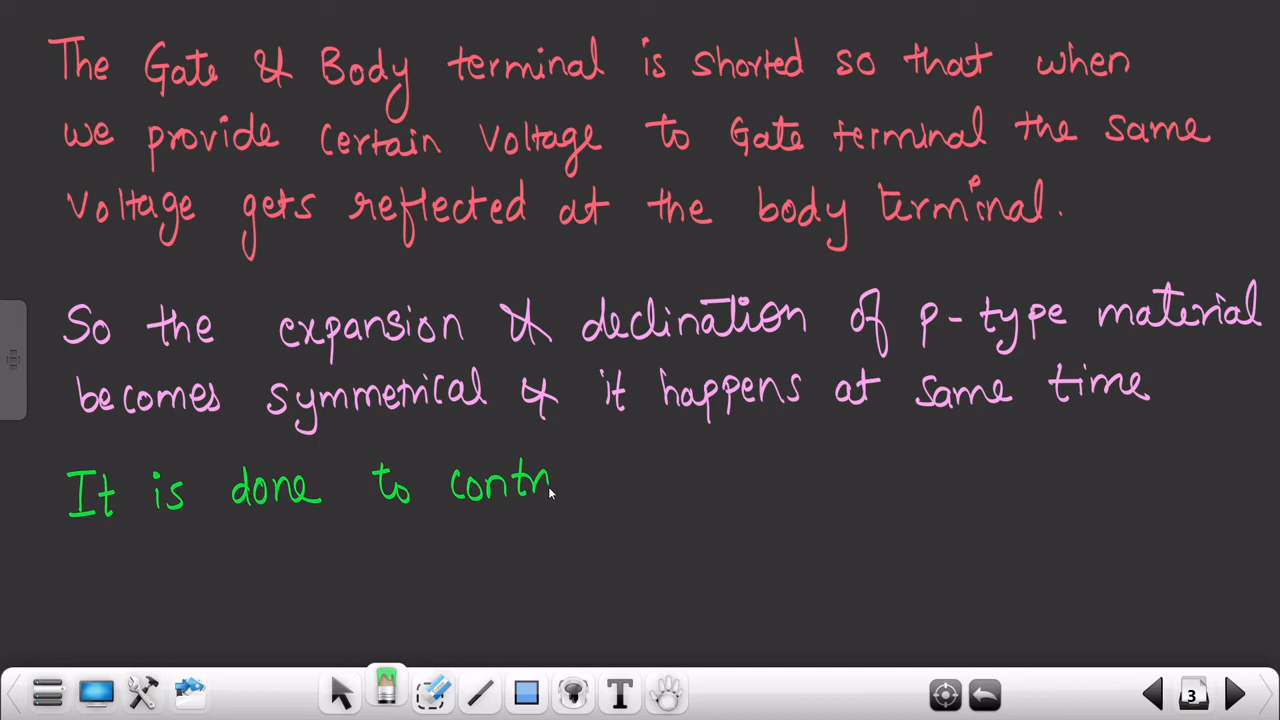 The Gate & Body terminal is shorted so that when
we provide certain Voltage to Gate terminal the same
Voltage gets reflected at the body terminal.
So the expansion & declination of p-type material
becomes symmetrical & it happens at same time
It is done to contr
T
3